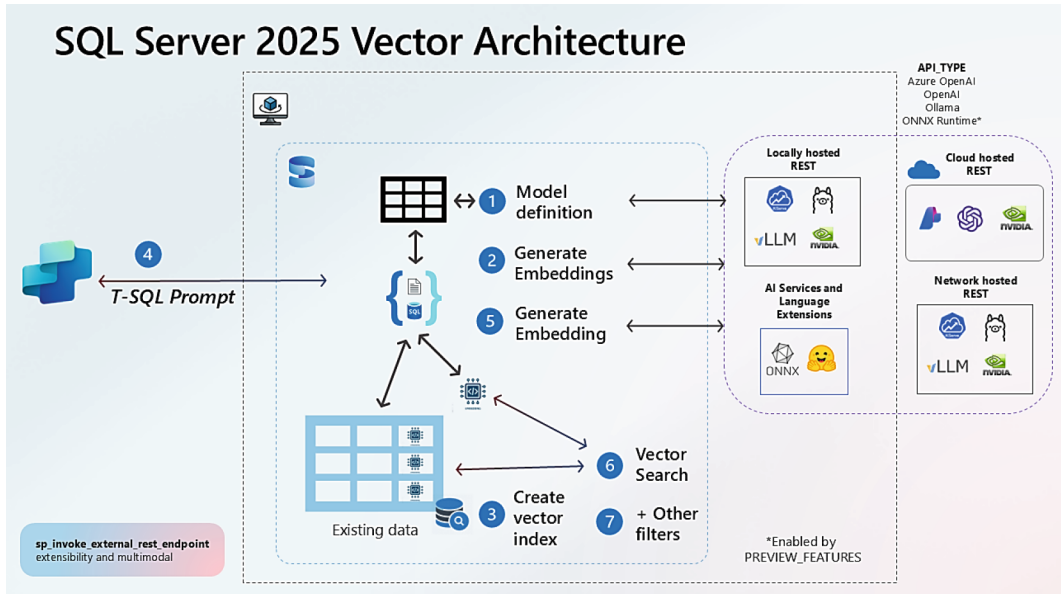 SQL Server 2025 Vector Architecture
API_TYPE
Azure OpenAI
OpenAI
Ollama
ONNX Runtime*
Locally hosted
REST
vLLM
NVIDIA.
Cloud hosted
REST
NVIDIA.
1
Model
definition
2
Generate
Embeddings
4
T-SQL Prompt
SQL
5
Generate
Embedding
AI Services and
Language
Extensions
ONNX
Network hosted
REST
vLLM
NVIDIA.
6
Vector
Search
3
Create
vector
index
7
+ Other
filters
Existing data
*Enabled by
PREVIEW_FEATURES
sp_invoke_external_rest_endpoint
extensibility and multimodal